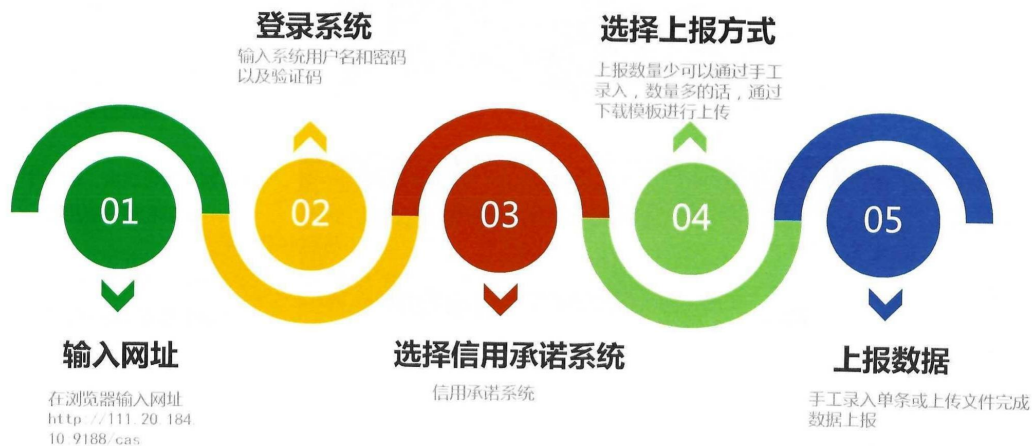 登录系统
输入系统用户名和密码
以及验证码
选择上报方式
上报数量少可以通过手工
录入，数量多的话，通过
下载模板进行上传
01
02
03
04
05
输入网址
在浏览器输入网址
http://111.20.184
10.9188/cas
选择信用承诺系统
信用承诺系统
上报数据
手工录入单条或上传文件完成
数据上报